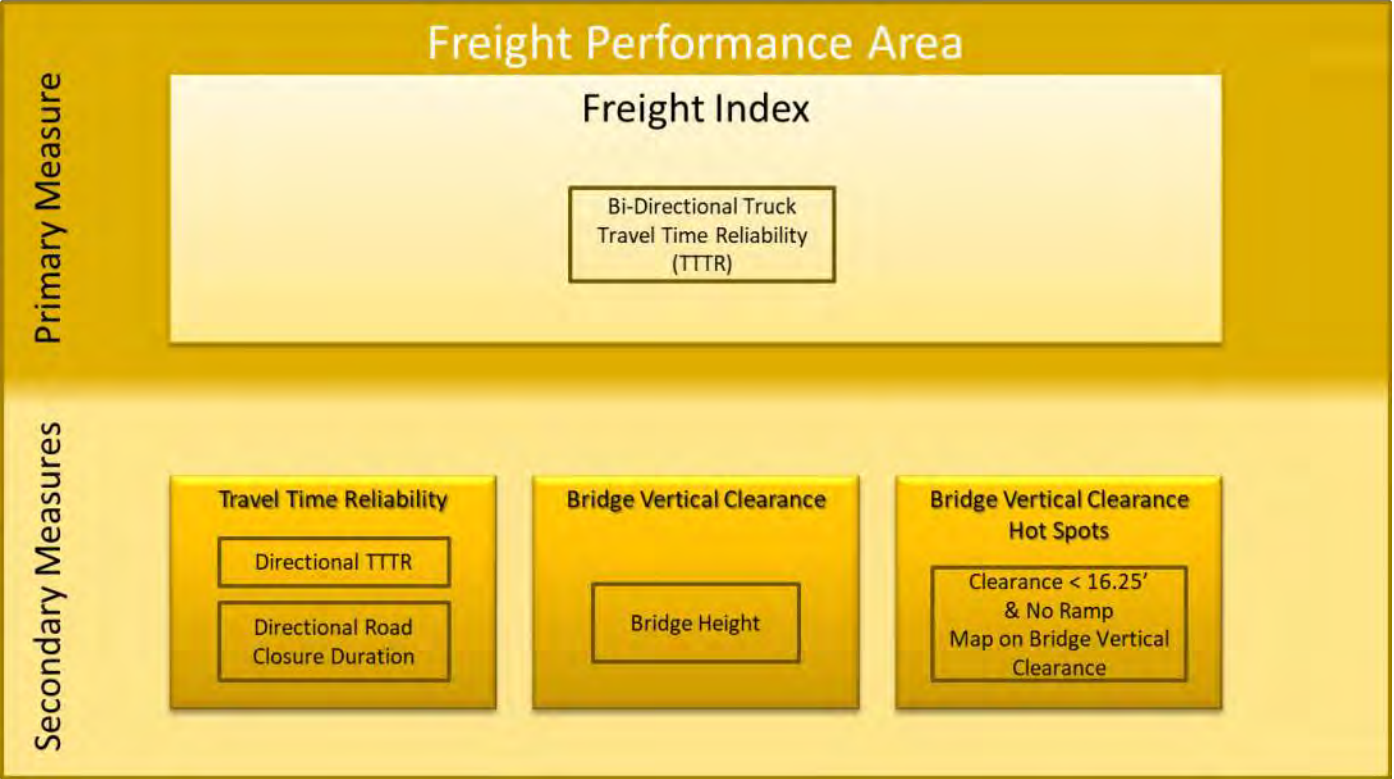 Freight Performance Area
Primary Measure
Freight Index
Bi-Directional Truck
Travel Time Reliability
(TTTR)
Secondary Measures
Travel Time Reliability
Directional TTTR
Directional Road
Closure Duration
Bridge Vertical Clearance
Bridge Height
Bridge Vertical Clearance
Hot Spots
Clearance < 16.25’
& No Ramp
Map on Bridge Vertical
Clearance